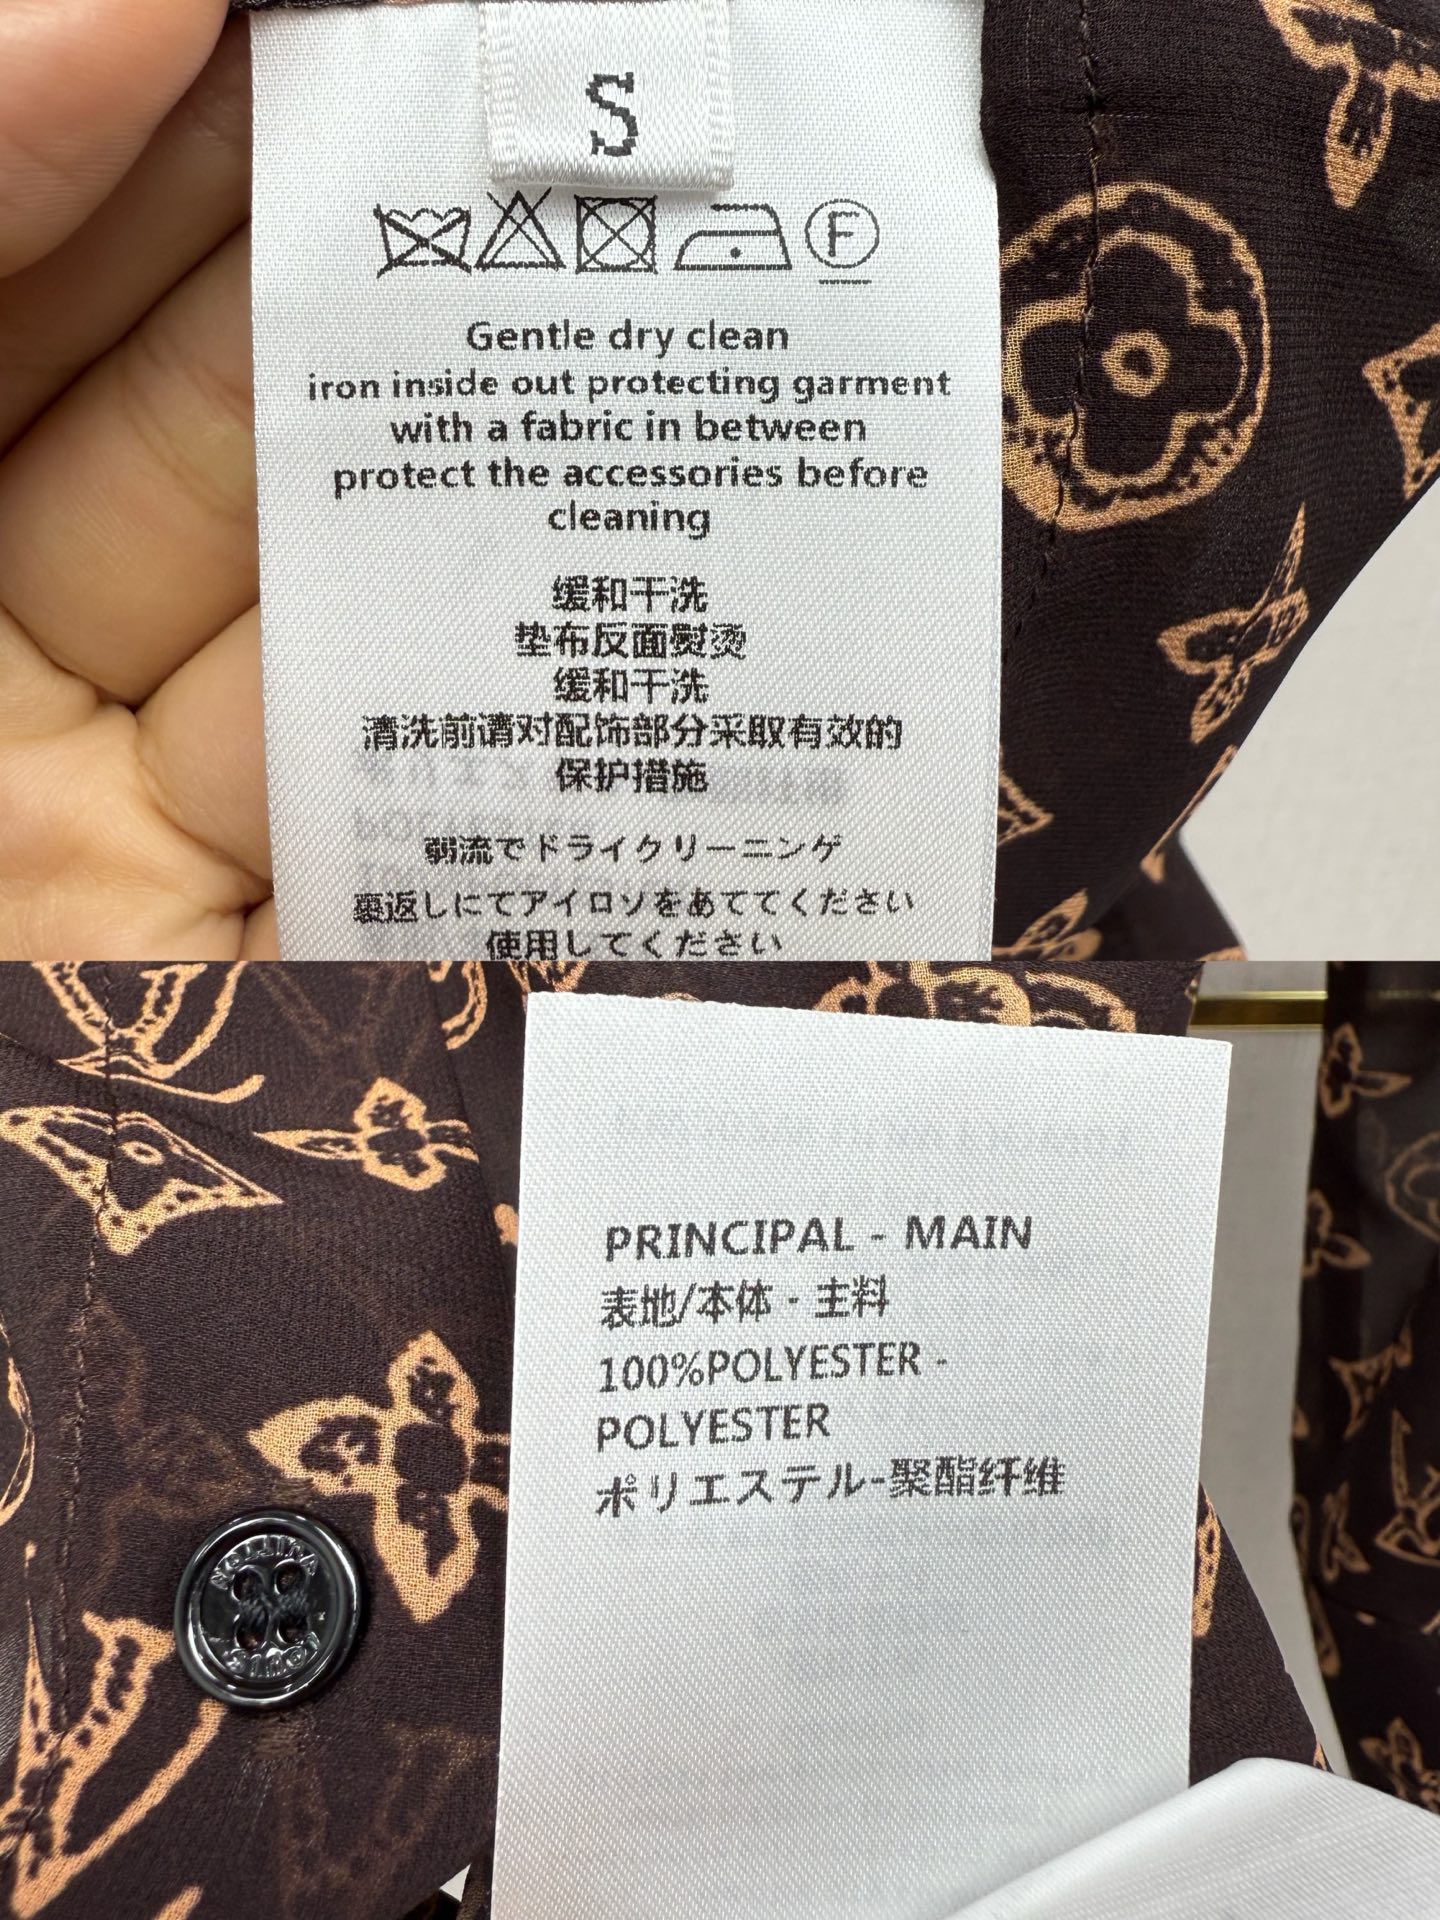 S
F
Gentle dry clean
iron inside out protecting garment
with a fabric in between
protect the accessories before
cleaning
缓和干洗
垫布反面熨烫
缓和干洗
清洗前请对配饰部分采取有效的
保护措施
弱流でドライクリーニング
裏返しにてアイロソをあててください
使用してください
PRINCIPAL - MAIN
表地/本体 - 主料
100%POLYESTER -
POLYESTER
ポリエステル-聚酯纤维
LOUIS
VUITTON